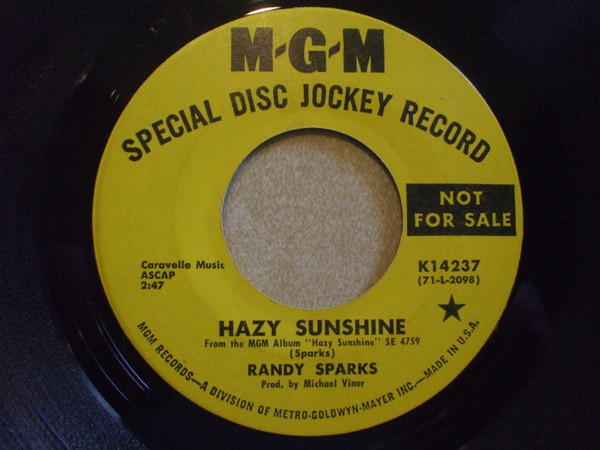 M-G-M
SPECIAL DISC JOCKEY RECORD
NOT
FOR SALE
Caravelle Music
ASCAP
2:47
K14237
(71-L-2098)
HAZY SUNSHINE
From the MGM Album "Hazy Sunshine" SE 4759
(Sparks)
RANDY SPARKS
Prod. by Michael Viner
MGM RECORDS—A DIVISION OF METRO-GOLDWYN-MAYER INC.—MADE IN U.S.A.